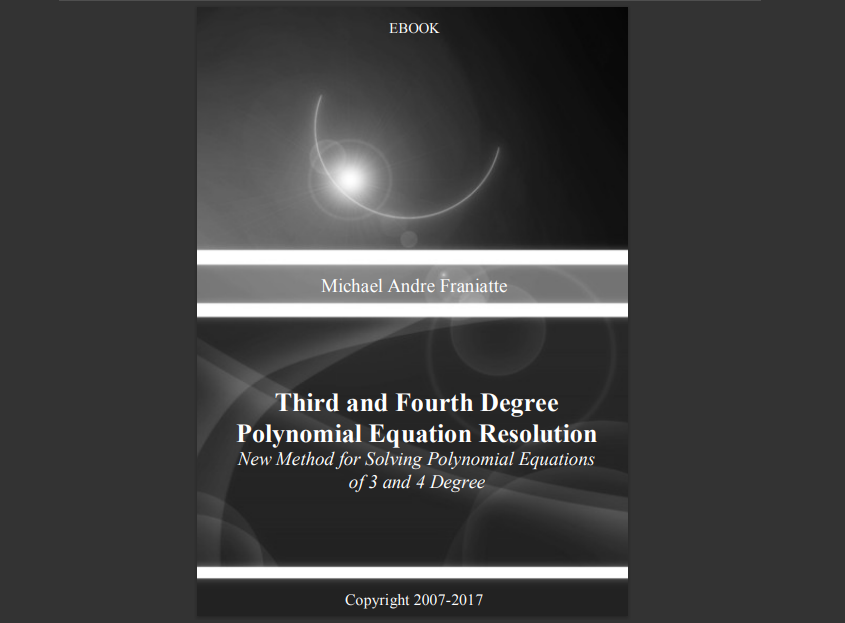 EBOOK
Michael Andre Franiatte
Third and Fourth Degree
Polynomial Equation Resolution
New Method for Solving Polynomial Equations
of 3 and 4 Degree
Copyright 2007-2017